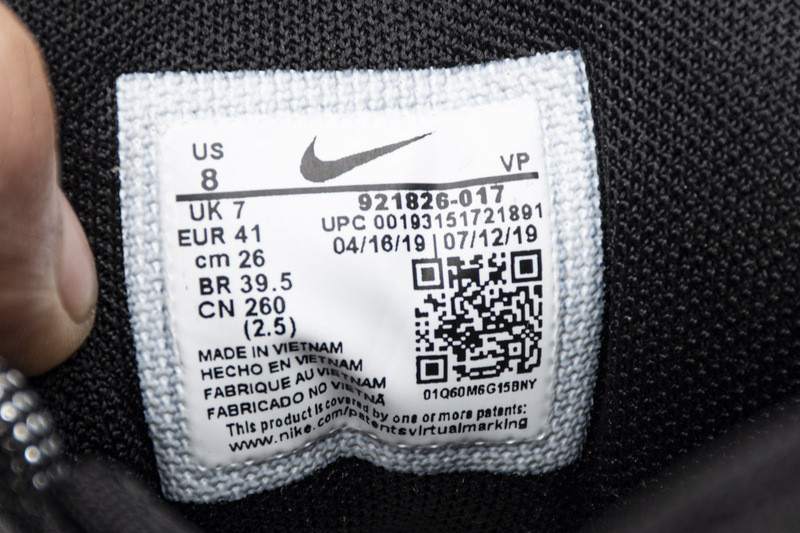 US
8
VP
UK 7
EUR 41
cm 26
BR 39.5
CN 260
(2.5)
921826-017
UPC 00193151721891
04/16/19 | 07/12/19
01Q60M6G15BNY
MADE IN VIETNAM
HECHO EN VIETNAM
FABRIQUE AU VIETNAM
FABRICADO NO VIETNÃ
This product is covered by one or more patents:
www.nike.com/patentsvirtualmarking